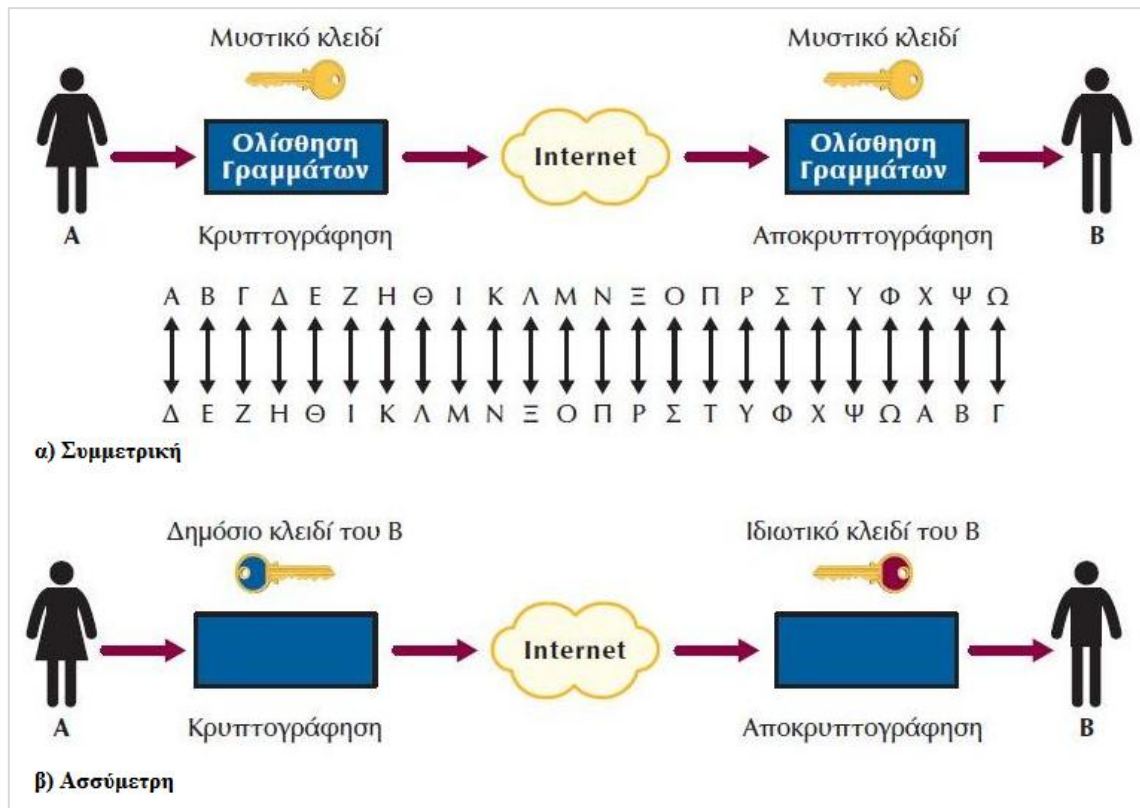 Μυστικό κλειδί Μυστικό κλειδί
Ολίσθηση Γραμμάτων Internet Ολίσθηση Γραμμάτων
Α Κρυπτογράφηση Αποκρυπτογράφηση Β
Α Β Γ Δ Ε Ζ Η Θ Ι Κ Λ Μ Ν Ξ Ο Π Ρ Σ Τ Υ Φ Χ Ψ Ω
Δ Ε Ζ Η Θ Ι Κ Λ Μ Ν Ξ Ο Π Ρ Σ Τ Υ Φ Χ Ψ Ω Α Β Γ
α) Συμμετρική
Δημόσιο κλειδί του Β Ιδιωτικό κλειδί του Β
Internet
Α Κρυπτογράφηση Αποκρυπτογράφηση Β
β) Ασσύμετρη